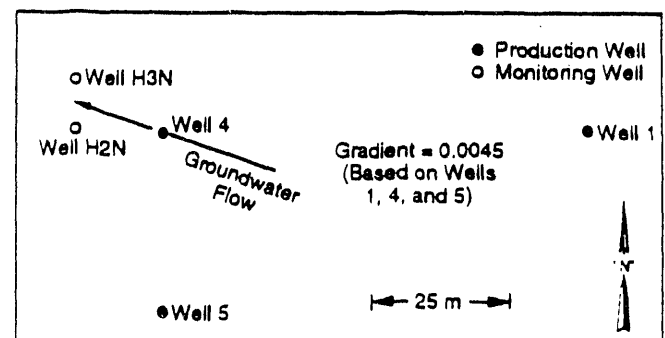 ● Production Well
○ Monitoring Well
Well H3N
Well 4
Well 1
Well H2N
Groundwater
Flow
Gradient = 0.0045
(Based on Wells
1, 4, and 5)
N
25 m
Well 5